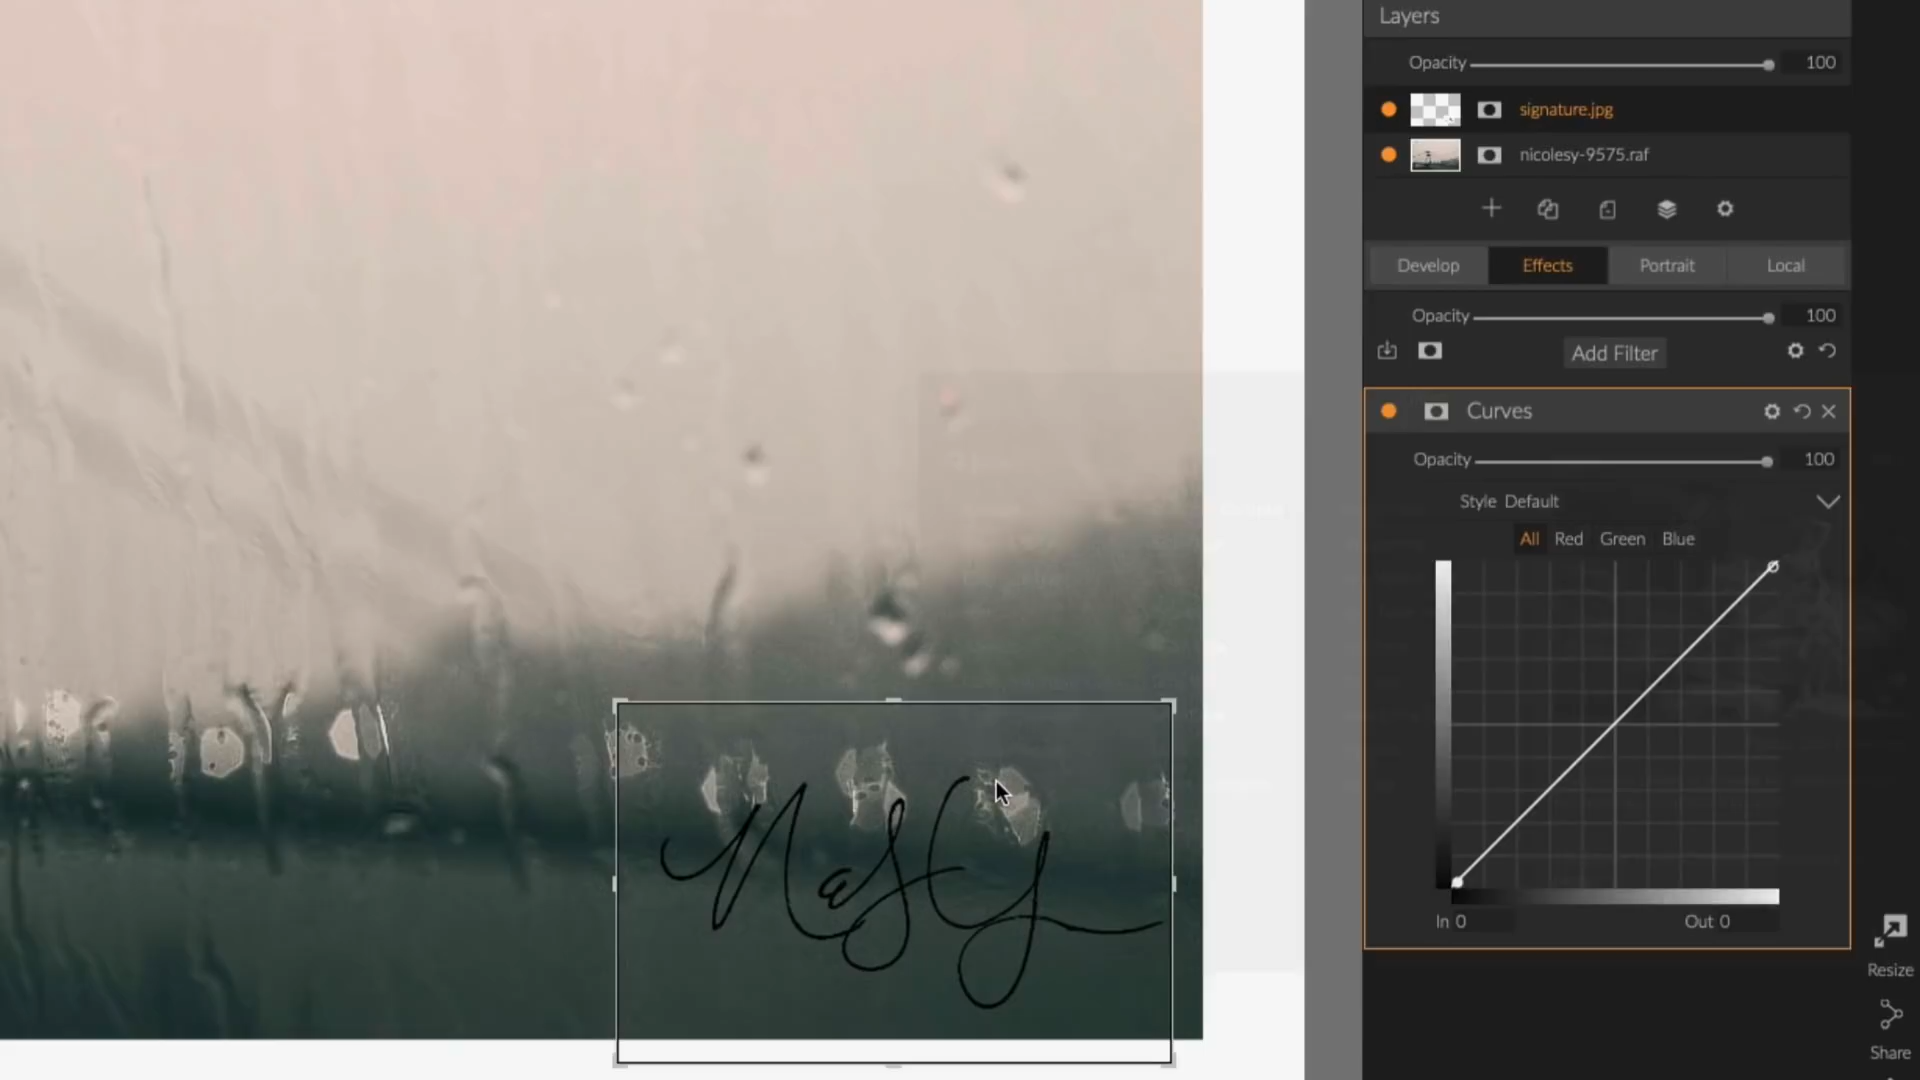 Layers
Opacity 100
signature.jpg
nicolesy-9575.raf
Develop Effects Portrait Local
Opacity 100
Add Filter
Curves
Opacity 100
Style Default
All Red Green Blue
In 0 Out 0
Resize
Share